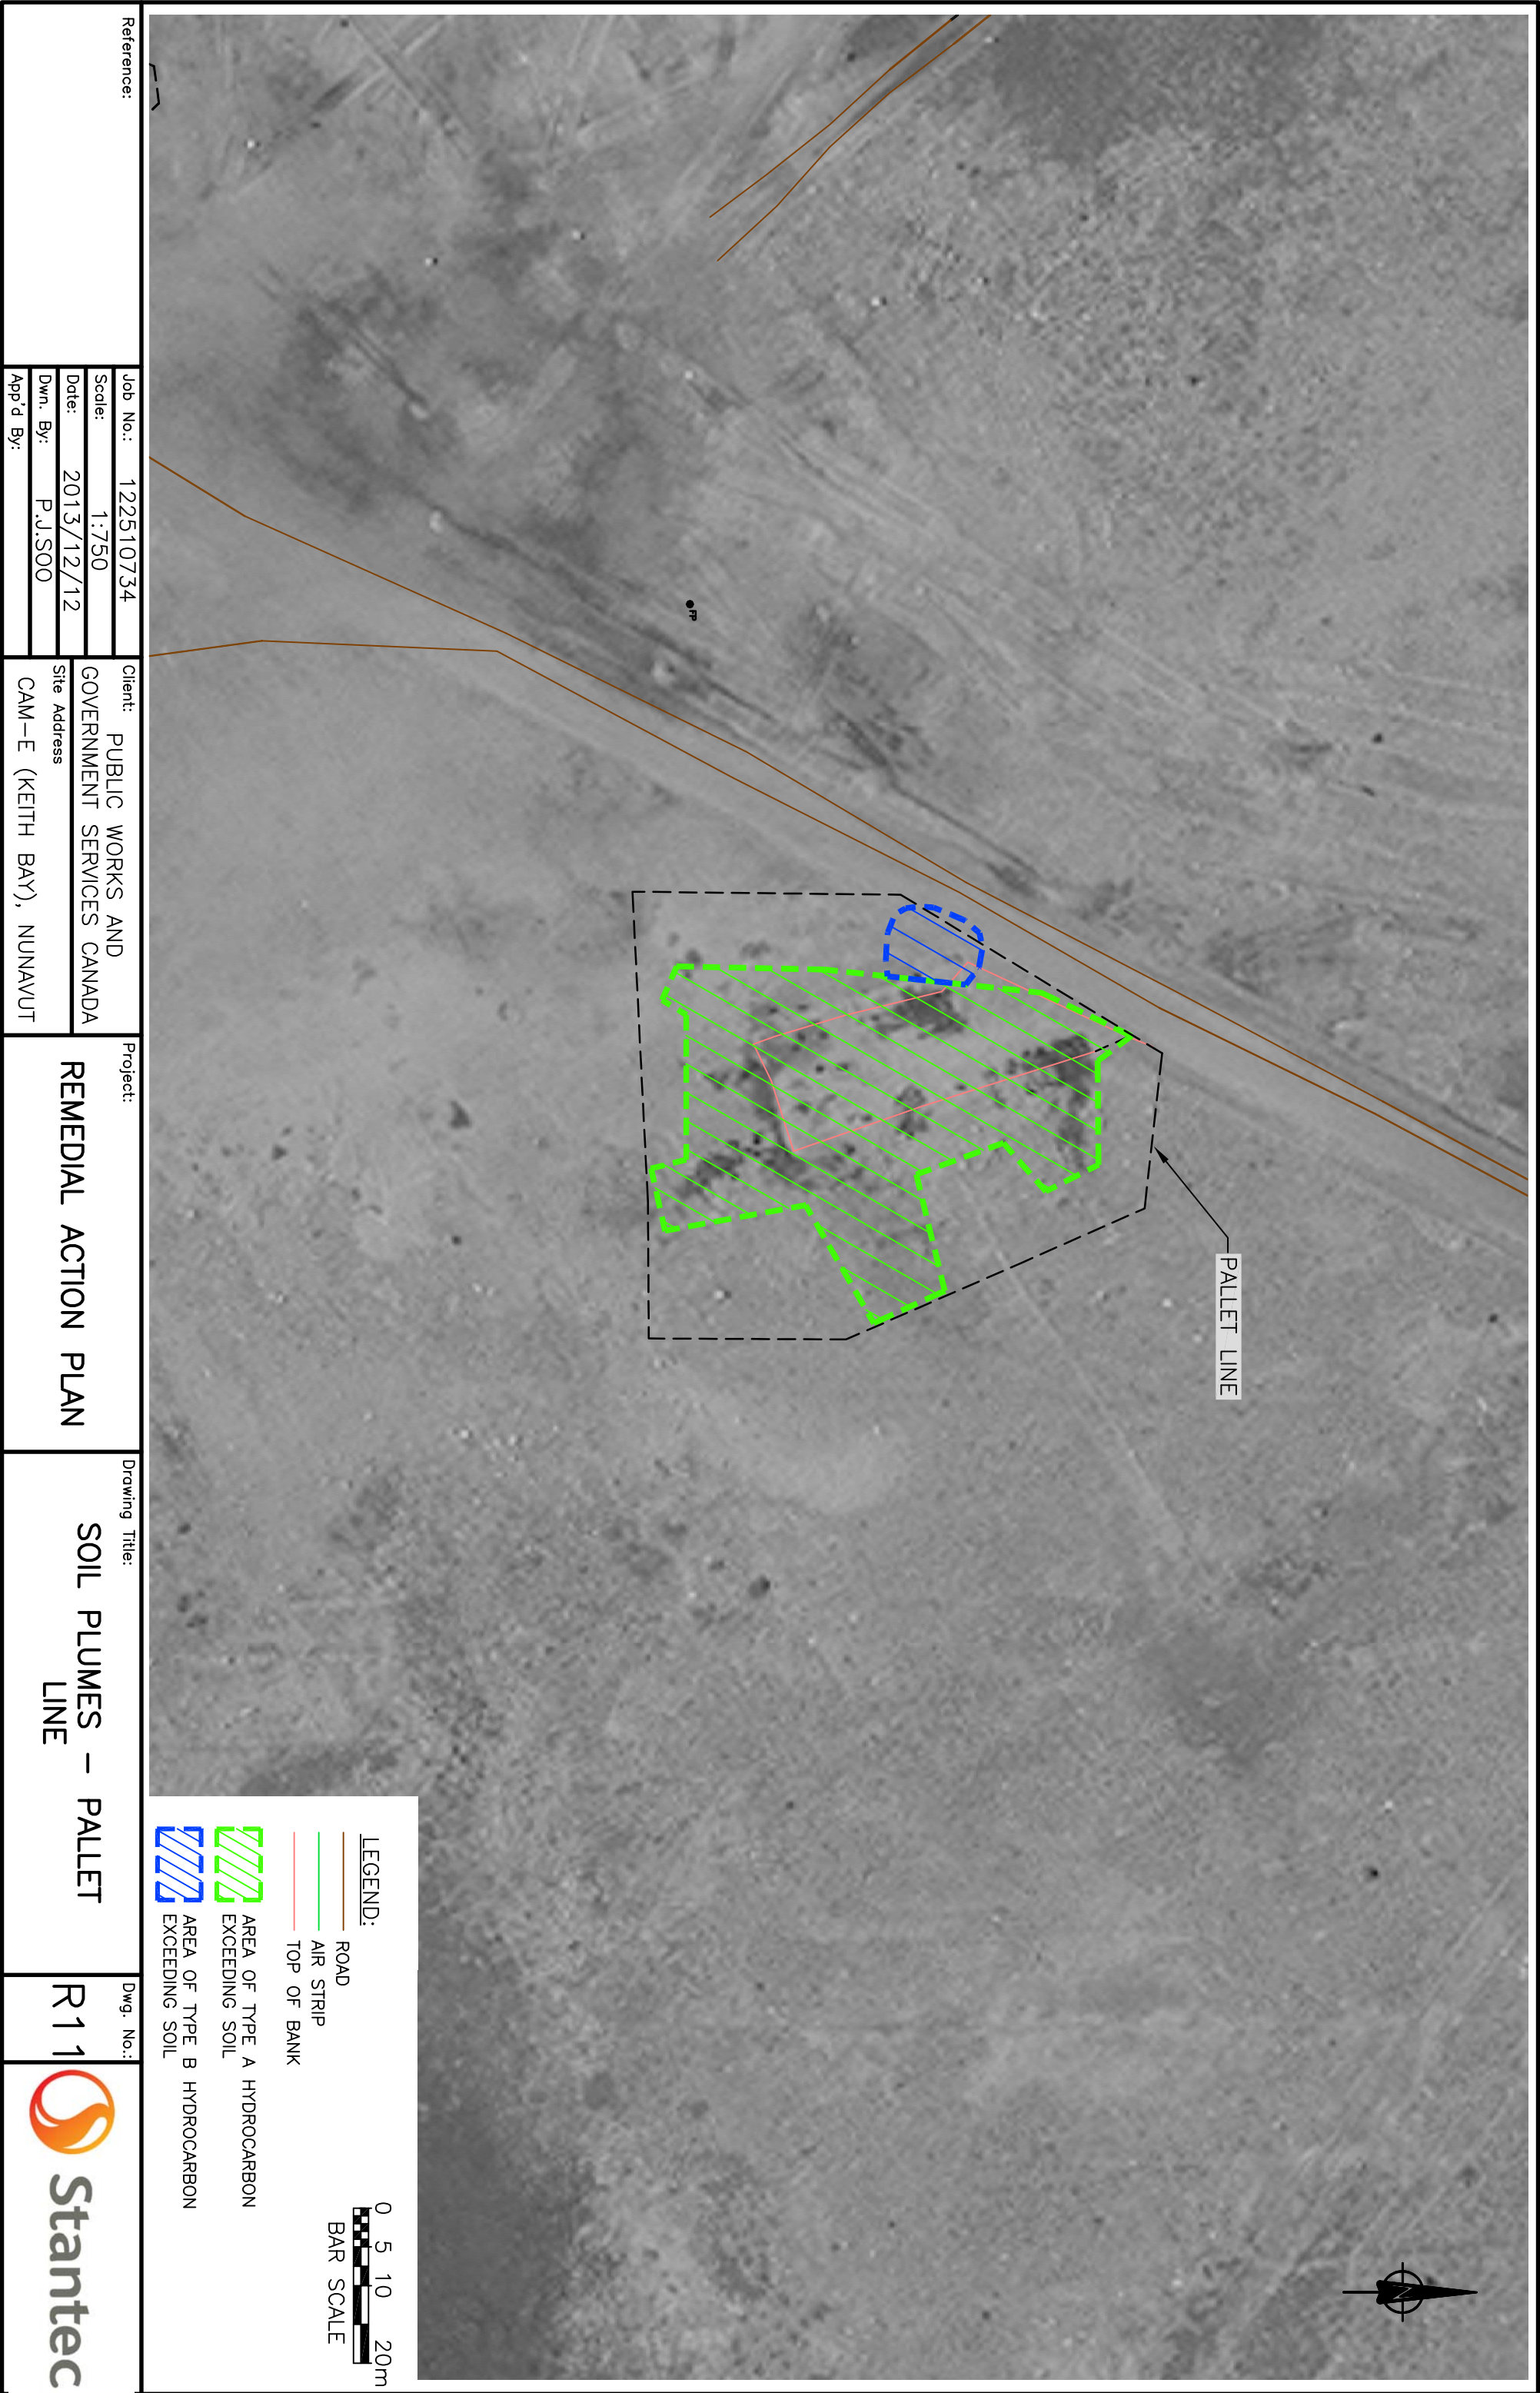 PALLET LINE
FP
N
LEGEND:
ROAD
AIR STRIP
TOP OF BANK
AREA OF TYPE A HYDROCARBON
EXCEEDING SOIL
AREA OF TYPE B HYDROCARBON
EXCEEDING SOIL
0 5 10 20m
BAR SCALE
Reference:
Job No.: 122510734
Scale: 1:750
Date: 2013/12/12
Dwn. By: P.J.SOO
App'd By:
Client: PUBLIC WORKS AND
GOVERNMENT SERVICES CANADA
Site Address
CAM-E (KEITH BAY), NUNAVUT
Project:
REMEDIAL ACTION PLAN
Drawing Title:
SOIL PLUMES - PALLET
LINE
Dwg. No.:
R11
Stantec